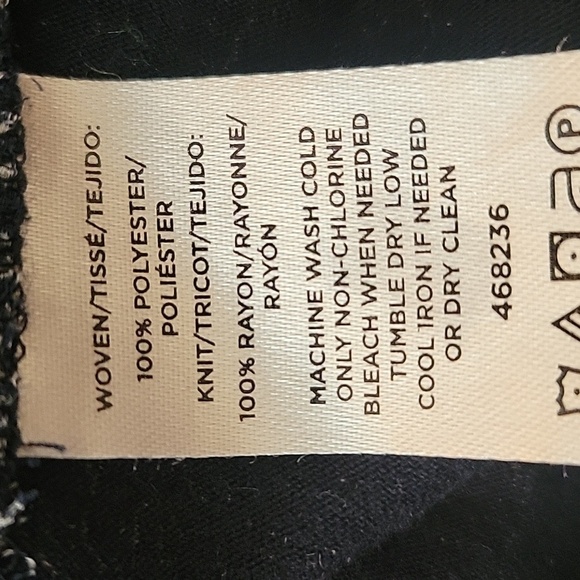 WOVEN/TISSÉ/TEJIDO:
100% POLYESTER/
POLIÉSTER
KNIT/TRICOT/TEJIDO:
100% RAYON/RAYONNE/
RAYÓN
MACHINE WASH COLD
ONLY NON-CHLORINE
BLEACH WHEN NEEDED
TUMBLE DRY LOW
COOL IRON IF NEEDED
OR DRY CLEAN
468236
P